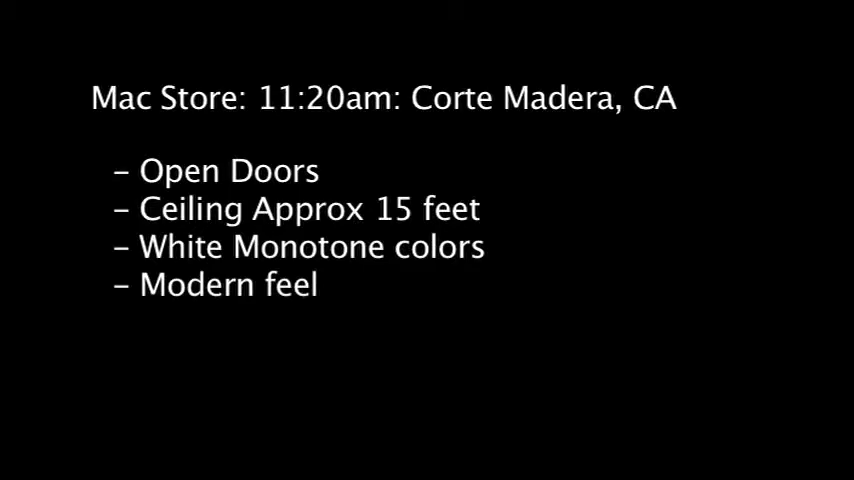 Mac Store: 11:20am: Corte Madera, CA
- Open Doors
- Ceiling Approx 15 feet
- White Monotone colors
- Modern feel